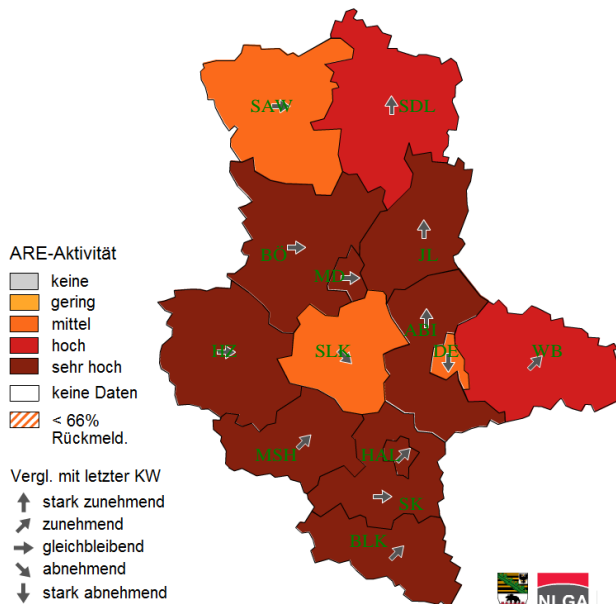 SAW
SDL
BÖ
MD
JL
ABI
HZ
SLK
DE
WB
MSH
HAL
SK
BLK
ARE-Aktivität
keine
gering
mittel
hoch
sehr hoch
keine Daten
< 66%
Rückmeld.
Vergl. mit letzter KW
stark zunehmend
zunehmend
gleichbleibend
abnehmend
stark abnehmend